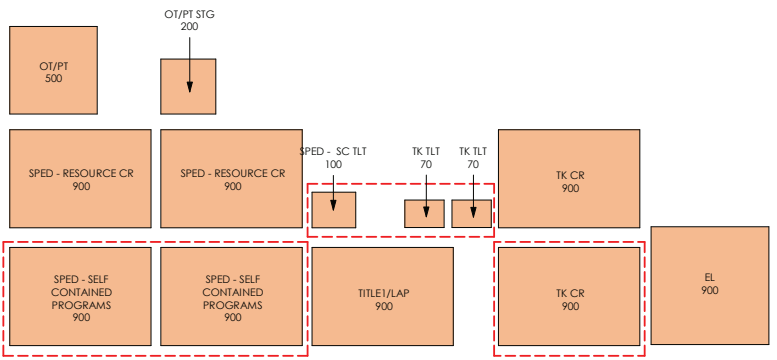 OT/PT STG
200
OT/PT
500
SPED - SC TLT
100
TK TLT
70
TK TLT
70
SPED - RESOURCE CR
900
SPED - RESOURCE CR
900
TK CR
900
SPED - SELF
CONTAINED
PROGRAMS
900
SPED - SELF
CONTAINED
PROGRAMS
900
TITLE1/LAP
900
TK CR
900
EL
900